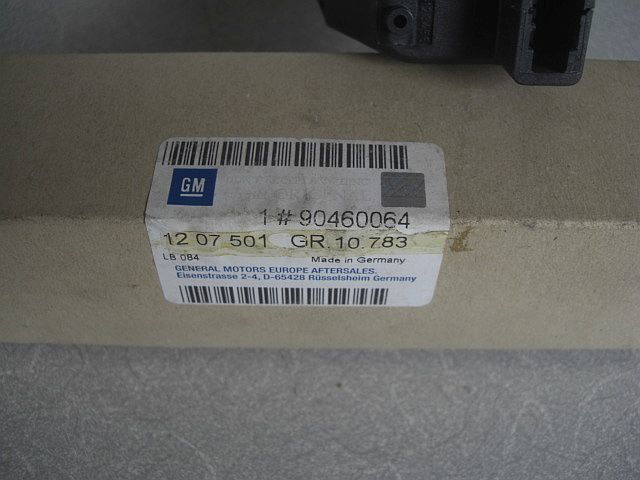 GM
1 # 90460064
12 07 501 GR. 10.783
LB 084 Made in Germany
GENERAL MOTORS EUROPE AFTERSALES.
Eisenstrasse 2-4, D-65428 Rüsselsheim Germany